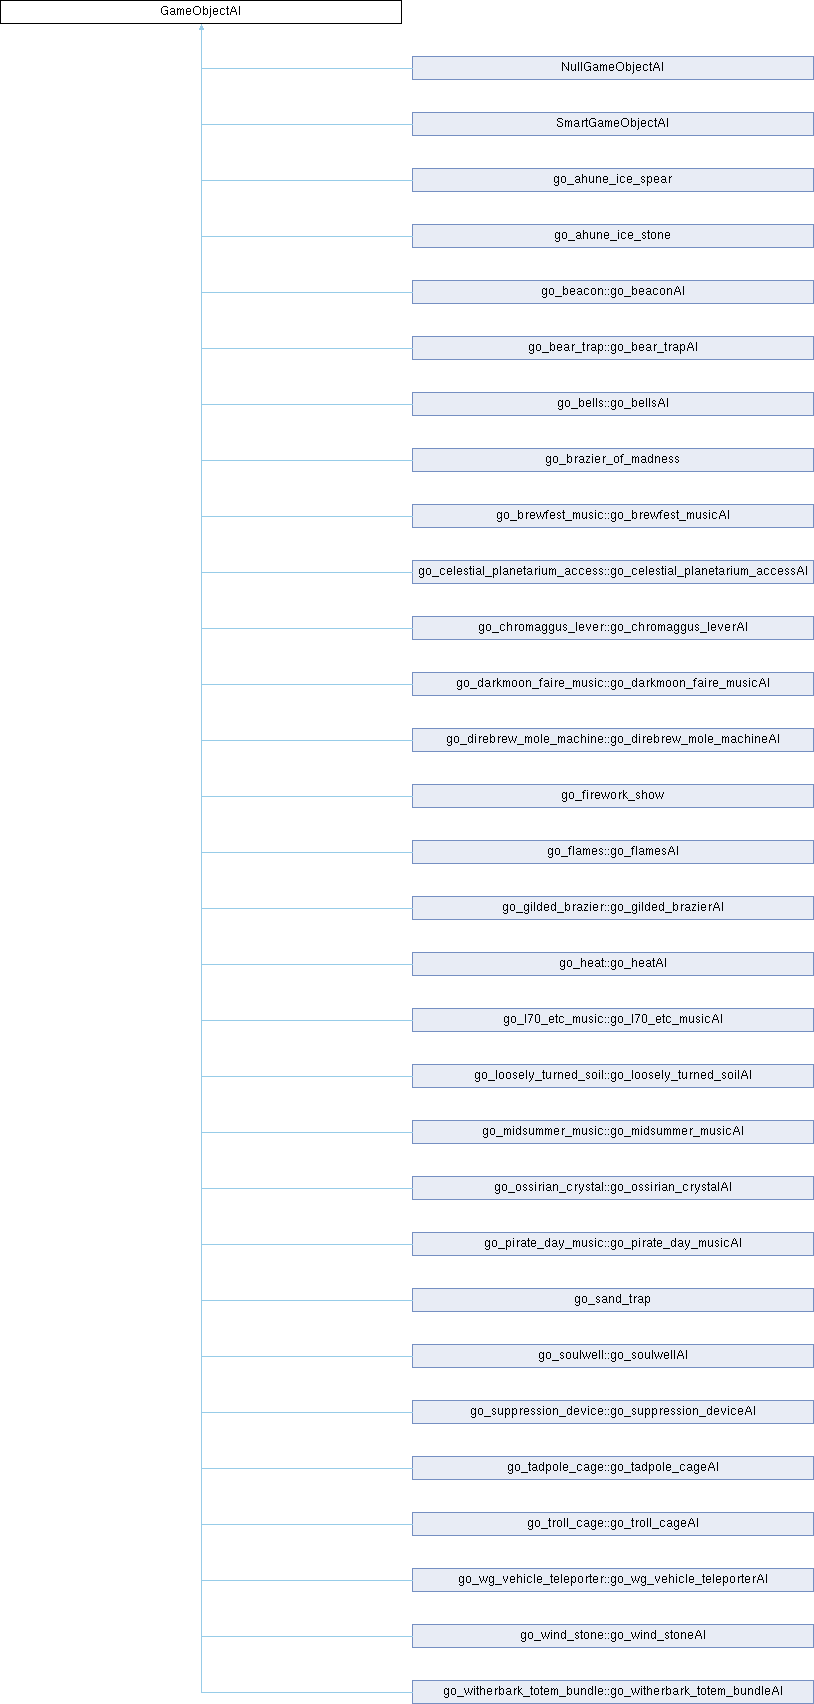 GameObjectAI
NullGameObjectAI
SmartGameObjectAI
go_ahune_ice_spear
go_ahune_ice_stone
go_beacon::go_beaconAI
go_bear_trap::go_bear_trapAI
go_bells::go_bellsAI
go_brazier_of_madness
go_brewfest_music::go_brewfest_musicAI
go_celestial_planetarium_access::go_celestial_planetarium_accessAI
go_chromaggus_lever::go_chromaggus_leverAI
go_darkmoon_faire_music::go_darkmoon_faire_musicAI
go_direbrew_mole_machine::go_direbrew_mole_machineAI
go_firework_show
go_flames::go_flamesAI
go_gilded_brazier::go_gilded_brazierAI
go_heat::go_heatAI
go_l70_etc_music::go_l70_etc_musicAI
go_loosely_turned_soil::go_loosely_turned_soilAI
go_midsummer_music::go_midsummer_musicAI
go_ossirian_crystal::go_ossirian_crystalAI
go_pirate_day_music::go_pirate_day_musicAI
go_sand_trap
go_soulwell::go_soulwellAI
go_suppression_device::go_suppression_deviceAI
go_tadpole_cage::go_tadpole_cageAI
go_troll_cage::go_troll_cageAI
go_wg_vehicle_teleporter::go_wg_vehicle_teleporterAI
go_wind_stone::go_wind_stoneAI
go_witherbark_totem_bundle::go_witherbark_totem_bundleAI